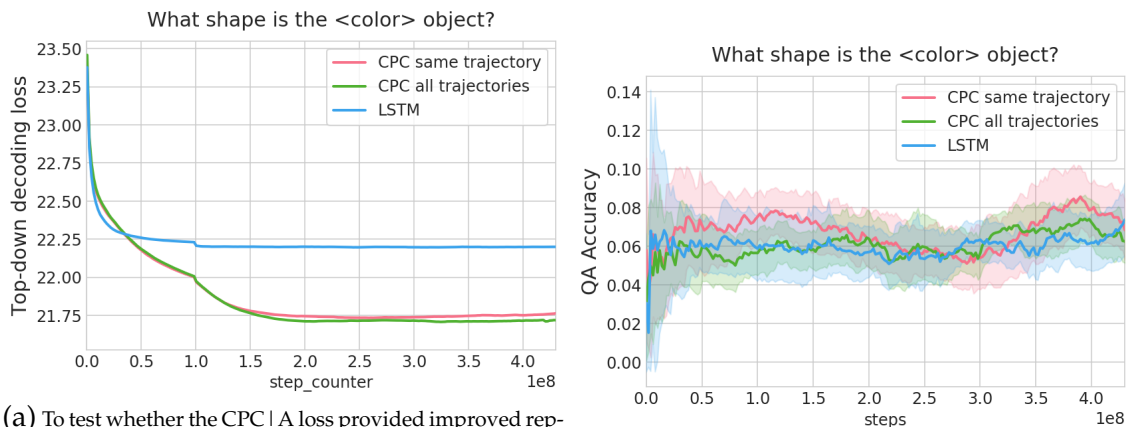 What shape is the <color> object?
23.50
23.25
23.00
22.75
22.50
22.25
22.00
21.75
Top-down decoding loss
CPC same trajectory
CPC all trajectories
LSTM
0.0 0.5 1.0 1.5 2.0 2.5 3.0 3.5 4.0
step_counter
1e8
What shape is the <color> object?
0.14
0.12
0.10
0.08
0.06
0.04
0.02
0.00
QA Accuracy
CPC same trajectory
CPC all trajectories
LSTM
0.0 0.5 1.0 1.5 2.0 2.5 3.0 3.5 4.0
steps
1e8
(a) To test whether the CPC | A loss provided improved rep-